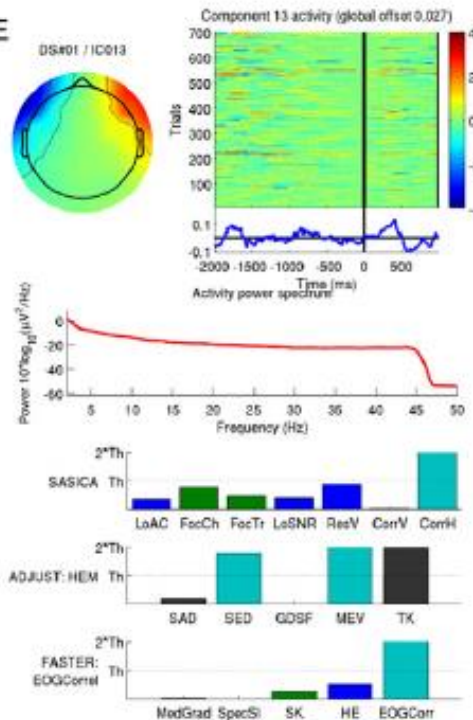 E
DS#01 / IC013
Component 13 activity (global offset 0.027)
Trials
700
600
500
400
300
200
100
4
0.1
-0.1
-2000 -1500 -1000 -500 0 500
Time (ms)
Activity power spectrum
Power 10*log10(μV²/Hz)
0
-20
-40
-60
5 10 15 20 25 30 35 40 45 50
Frequency (Hz)
SASICA
2*Th
Th
LoAC FocCh FocTr LoSNR ResV CorrV CorrH
ADJUST: HEM
2*Th
Th
SAD SED GDSF MEV TK
FASTER:
EOGCorrel
2*Th
Th
MedGrad SpecSl SK HE EOGCorr